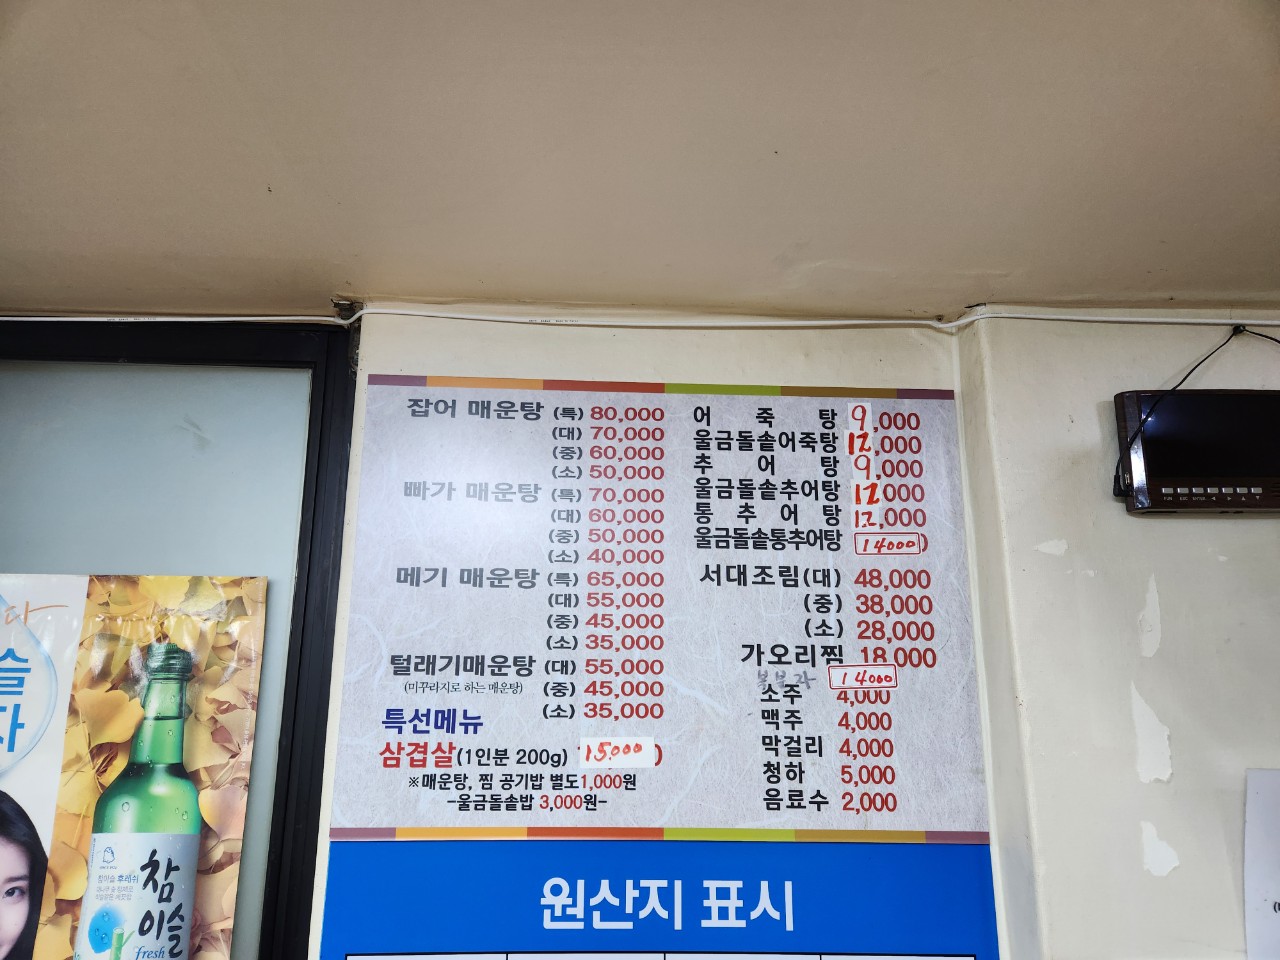 잡어 매운탕 (특) 80,000
(대) 70,000
(중) 60,000
(소) 50,000
빠가 매운탕 (특) 70,000
(대) 60,000
(중) 50,000
(소) 40,000
메기 매운탕 (특) 65,000
(대) 55,000
(중) 45,000
(소) 35,000
털래기매운탕 (대) 55,000
(미꾸라지로 하는 매운탕) (중) 45,000
(소) 35,000
특선메뉴
삼겹살(1인분 200g) 15.000
※매운탕, 찜 공기밥 별도1,000원
-울금돌솥밥 3,000원-
어 죽 탕 9,000
울금돌솥어죽탕 12,000
추 어 탕 9,000
울금돌솥추어탕 12,000
통 추 어 탕 12,000
울금돌솥통추어탕 14000
서대조림(대) 48,000
(중) 38,000
(소) 28,000
가오리찜 18,000
복분자 14000
소주 4,000
맥주 4,000
막걸리 4,000
청하 5,000
음료수 2,000
원산지 표시
다
슬
자
참이슬 후레쉬
참
이슬
fresh